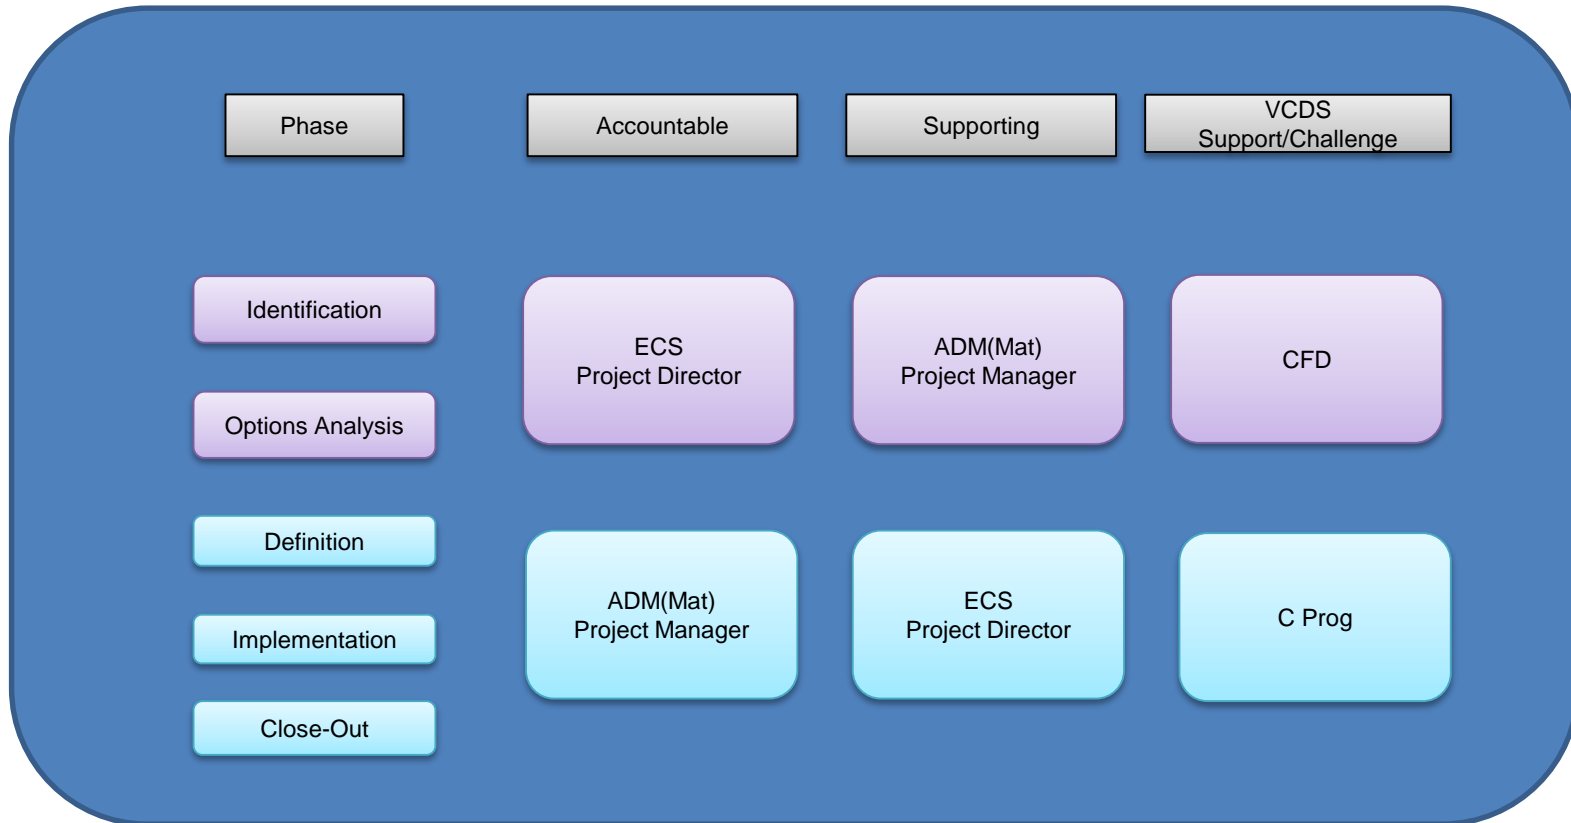 Phase
Accountable
Supporting
VCDS
Support/Challenge
Identification
Options Analysis
ECS
Project Director
ADM(Mat)
Project Manager
CFD
Definition
Implementation
Close-Out
ADM(Mat)
Project Manager
ECS
Project Director
C Prog